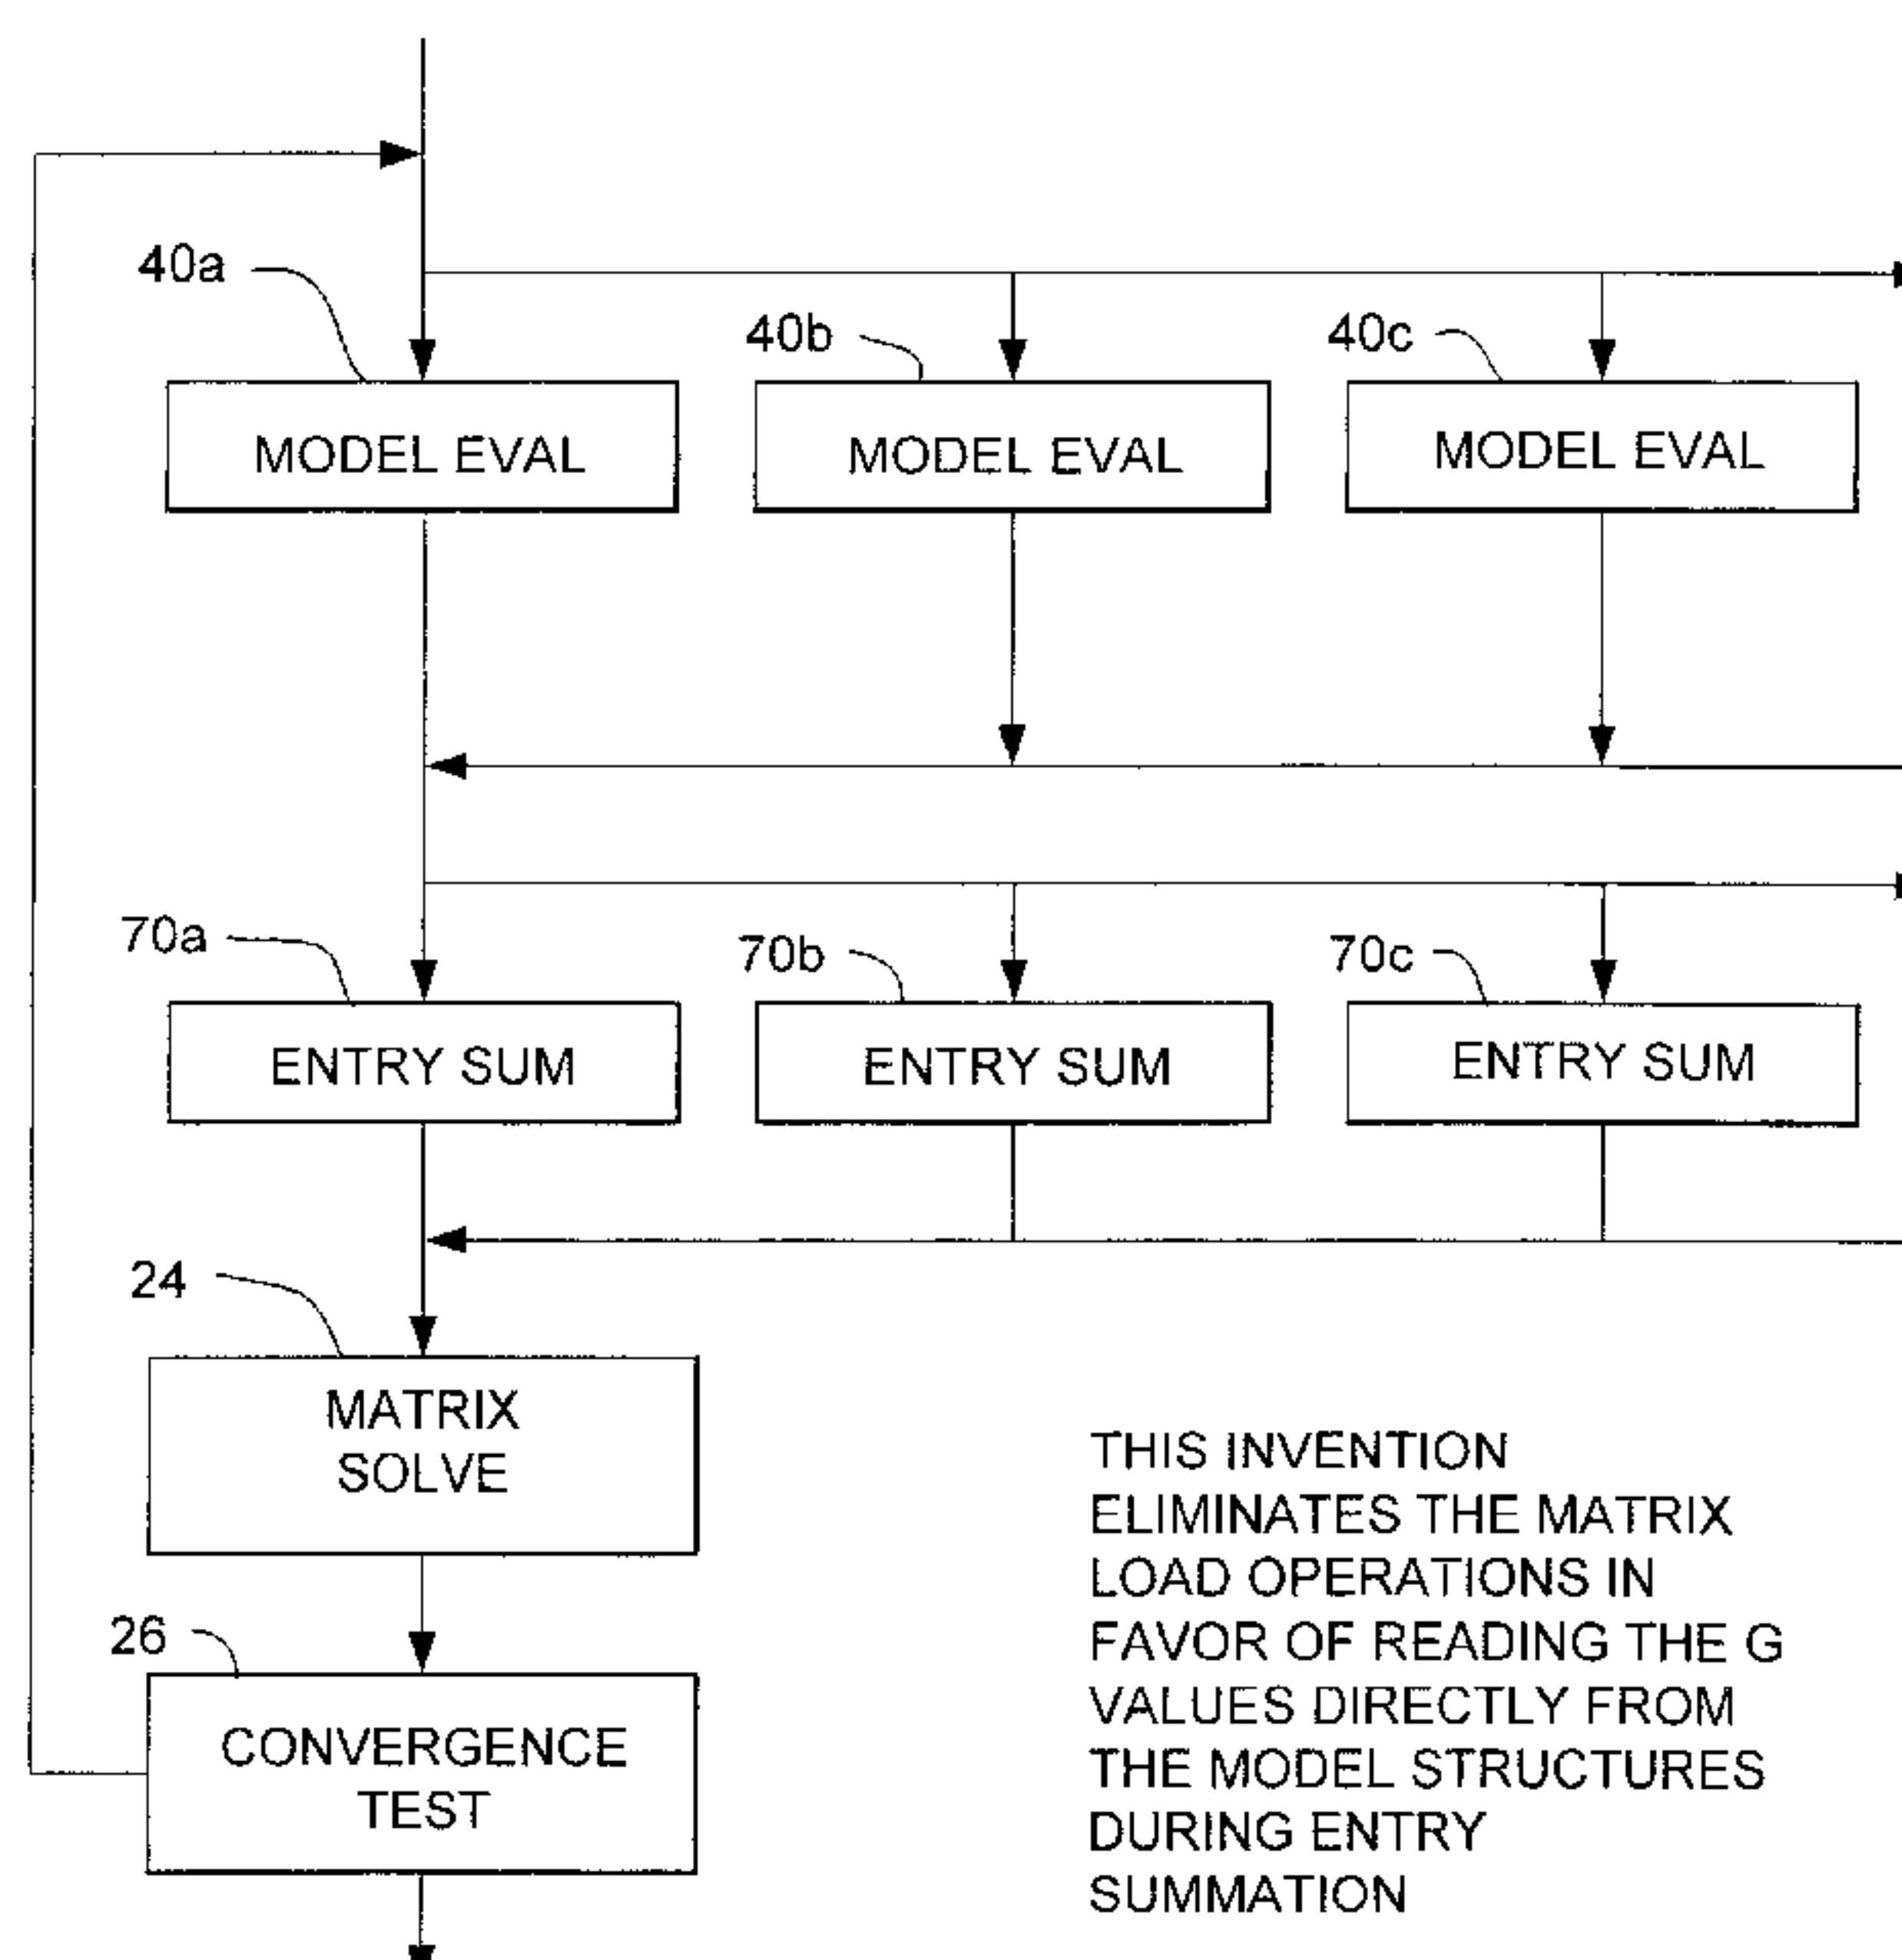 40a
40b
40c
MODEL EVAL
MODEL EVAL
MODEL EVAL
70a
70b
70c
ENTRY SUM
ENTRY SUM
ENTRY SUM
24
MATRIX
SOLVE
26
CONVERGENCE
TEST
THIS INVENTION
ELIMINATES THE MATRIX
LOAD OPERATIONS IN
FAVOR OF READING THE G
VALUES DIRECTLY FROM
THE MODEL STRUCTURES
DURING ENTRY
SUMMATION